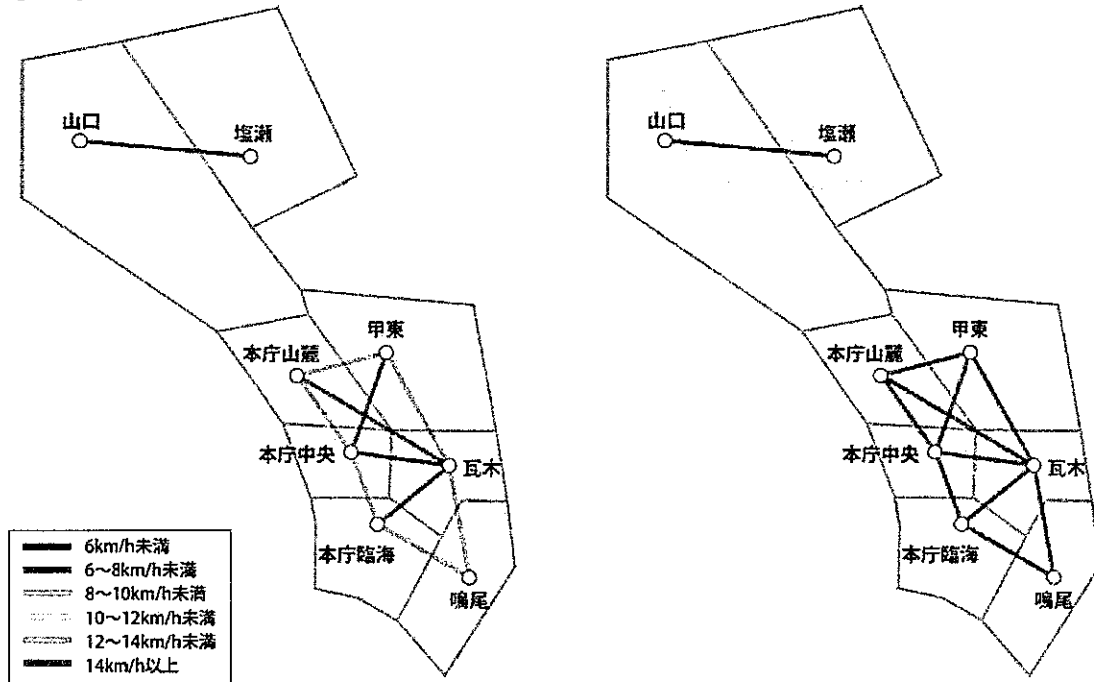 山口
塩瀬
甲東
本庁山麓
本庁中央
瓦木
本庁臨海
鳴尾
6km/h未満
6～8km/h未満
8～10km/h未満
10～12km/h未満
12～14km/h未満
14km/h以上
山口
塩瀬
甲東
本庁山麓
本庁中央
瓦木
本庁臨海
鳴尾